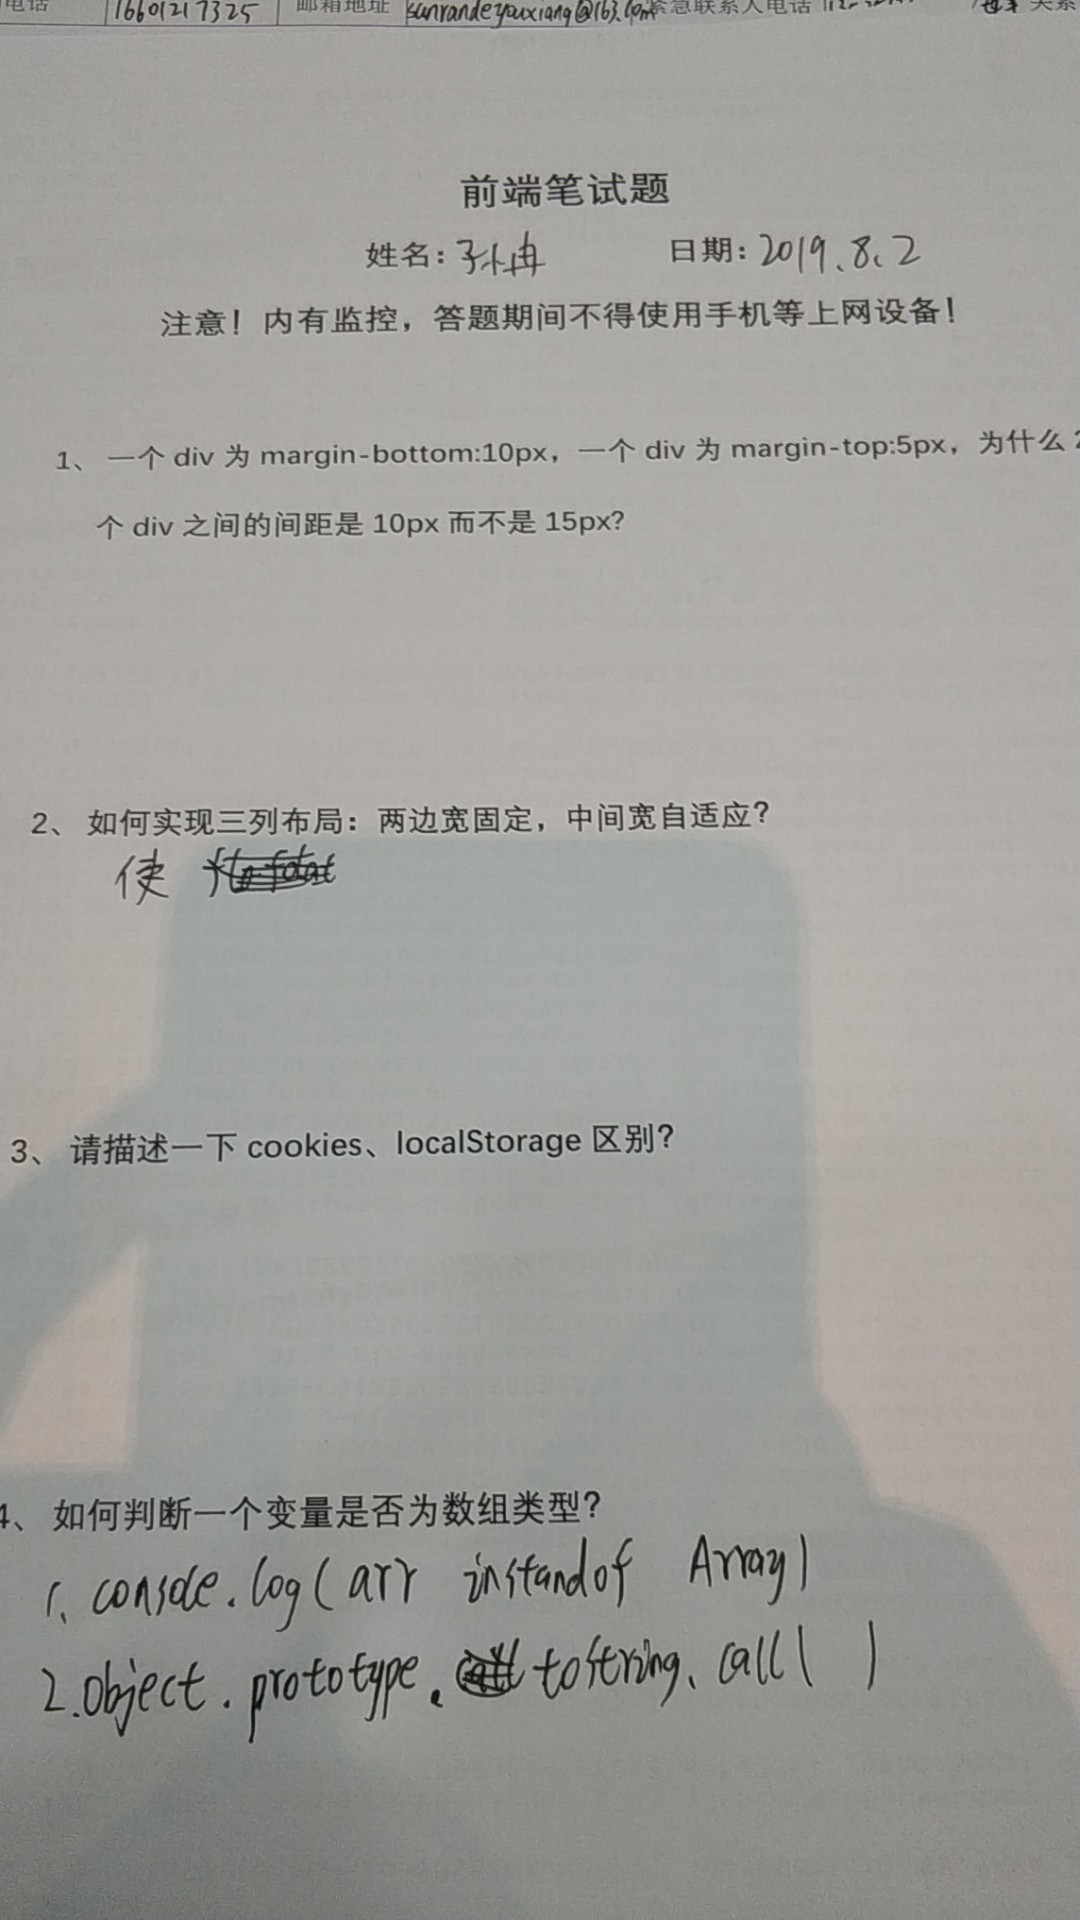 电话 16601217325 邮箱地址 sunrandeyouxiang@163.com 紧急联系人电话 关系
前端笔试题
姓名：孙冉 日期：2019.8.2
注意！内有监控，答题期间不得使用手机等上网设备！
1、一个 div 为 margin-bottom:10px，一个 div 为 margin-top:5px，为什么 2
个 div 之间的间距是 10px 而不是 15px?
2、如何实现三列布局：两边宽固定，中间宽自适应?
使
3、请描述一下 cookies、localStorage 区别?
4、如何判断一个变量是否为数组类型?
1. console.log(arr instandof Array)
2.Object.prototype.toString.call( )